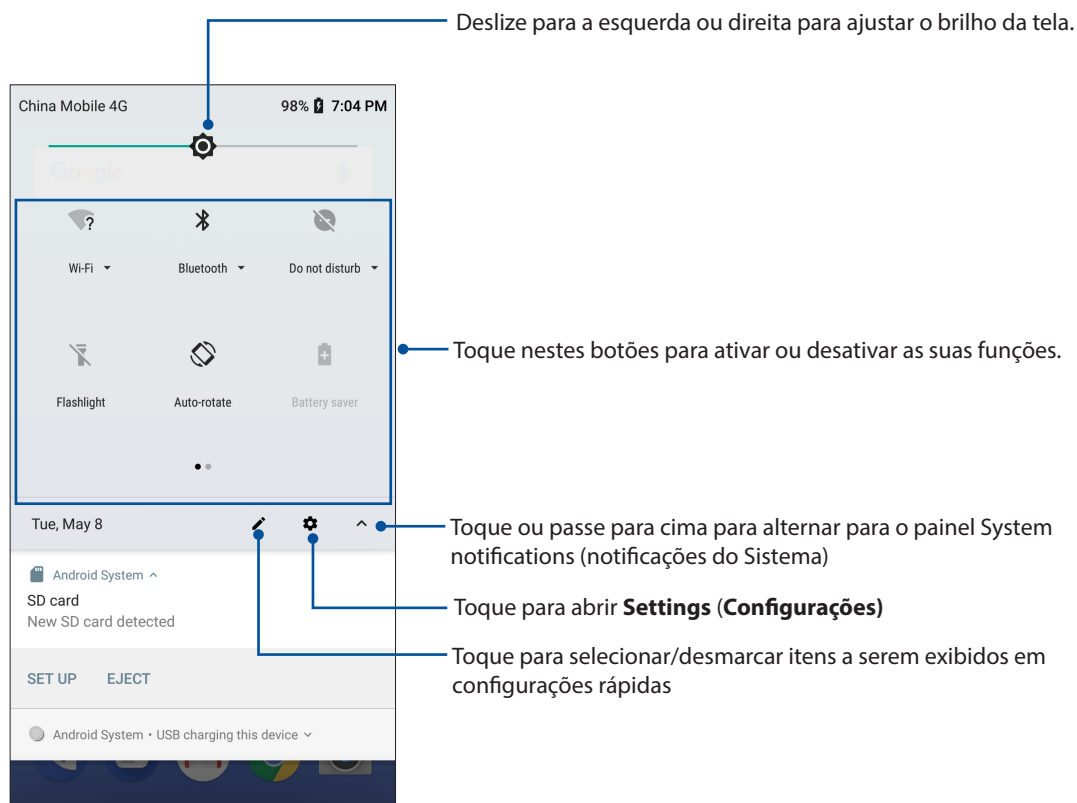 Deslize para a esquerda ou direita para ajustar o brilho da tela.
China Mobile 4G 98% 7:04 PM
Google
?
Wi-Fi Bluetooth Do not disturb
Toque nestes botões para ativar ou desativar as suas funções.
Flashlight Auto-rotate Battery saver
Tue, May 8
Toque ou passe para cima para alternar para o painel System
notifications (notificações do Sistema)
Android System
SD card
New SD card detected
Toque para abrir Settings (Configurações)
Toque para selecionar/desmarcar itens a serem exibidos em
configurações rápidas
SET UP EJECT
Android System • USB charging this device